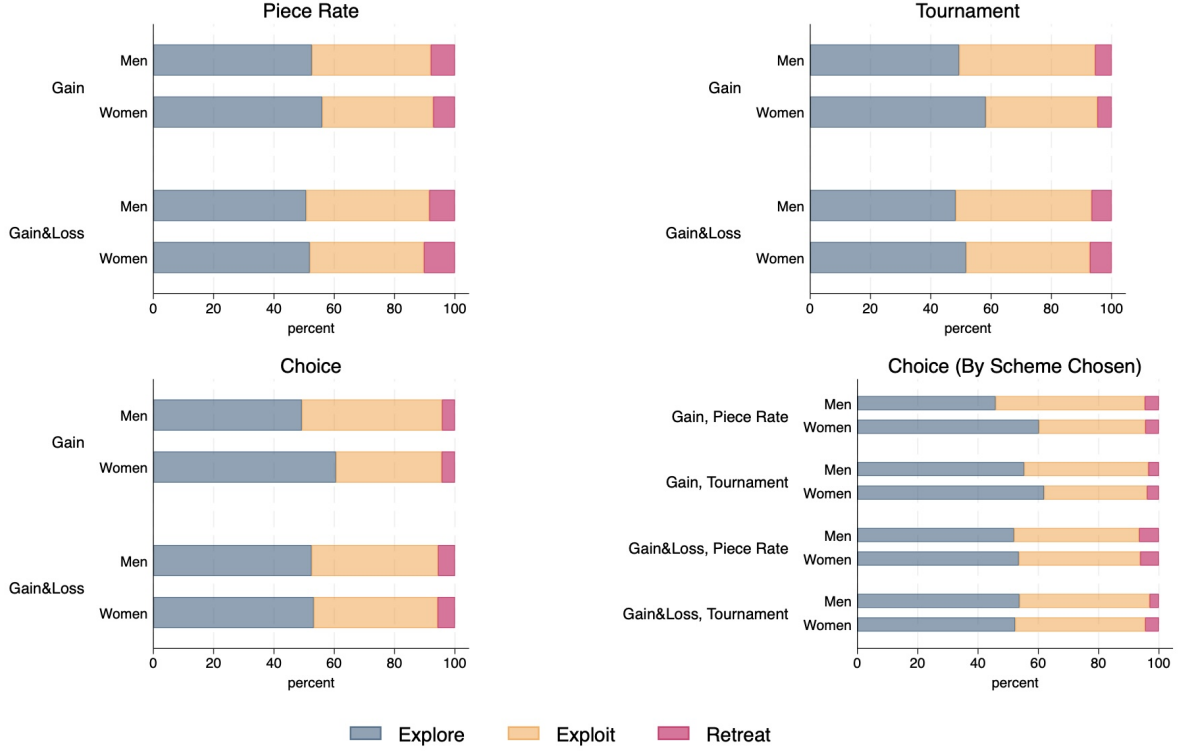 Piece Rate
Gain
Men
Women
Gain&Loss
Men
Women
0 20 40 60 80 100
percent
Tournament
Gain
Men
Women
Gain&Loss
Men
Women
0 20 40 60 80 100
percent
Choice
Gain
Men
Women
Gain&Loss
Men
Women
0 20 40 60 80 100
percent
Choice (By Scheme Chosen)
Gain, Piece Rate
Men
Women
Gain, Tournament
Men
Women
Gain&Loss, Piece Rate
Men
Women
Gain&Loss, Tournament
Men
Women
0 20 40 60 80 100
percent
Explore Exploit Retreat